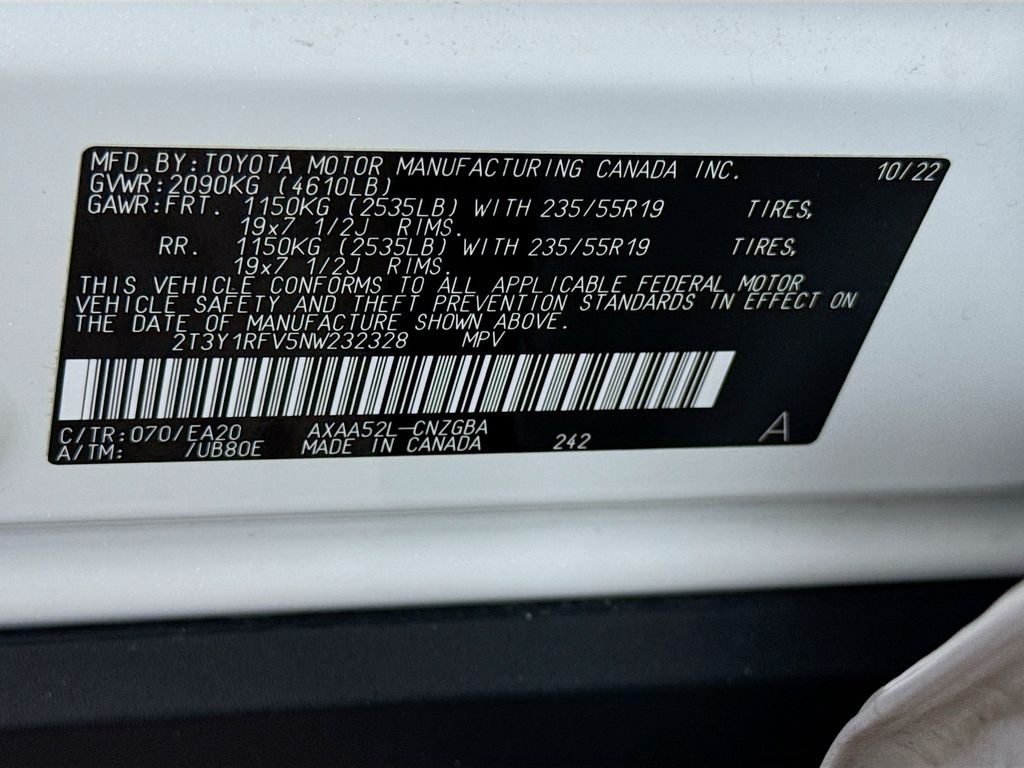 MFD.BY:TOYOTA MOTOR MANUFACTURING CANADA INC. 10/22
GVWR:2090KG (4610LB)
GAWR:FRT. 1150KG (2535LB) WITH 235/55R19 TIRES,
19x7 1/2J RIMS.
RR. 1150KG (2535LB) WITH 235/55R19 TIRES,
19x7 1/2J RIMS.
THIS VEHICLE CONFORMS TO ALL APPLICABLE FEDERAL MOTOR
VEHICLE SAFETY AND THEFT PREVENTION STANDARDS IN EFFECT ON
THE DATE OF MANUFACTURE SHOWN ABOVE.
2T3Y1RFV5NW232328 MPV
C/TR:070/EA20 AXAA52L-CNZGBA
A/TM: /UB80E MADE IN CANADA 242 A